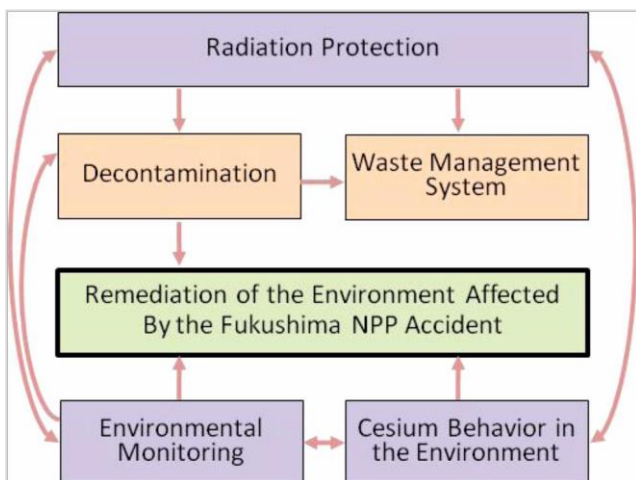 Radiation Protection
Decontamination
Waste Management
System
Remediation of the Environment Affected
By the Fukushima NPP Accident
Environmental
Monitoring
Cesium Behavior in
the Environment